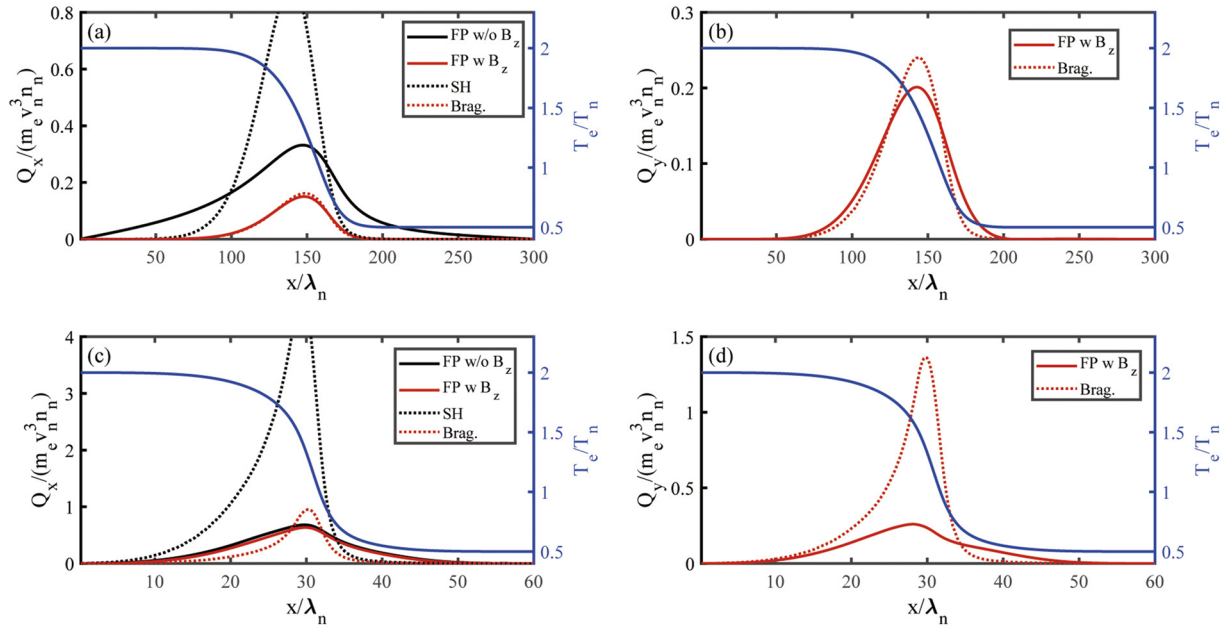 (a)
0.8
0.6
0.4
0.2
0
Q_x/(m_e v_n^3 n_n)
FP w/o B_z
FP w B_z
SH
Brag.
2
1.5
1
0.5
T_e/T_n
50 100 150 200 250 300
x/λ_n
(b)
0.3
0.2
0.1
0
Q_y/(m_e v_n^3 n_n)
FP w B_z
Brag.
2
1.5
1
0.5
T_e/T_n
50 100 150 200 250 300
x/λ_n
(c)
4
3
2
1
0
Q_x/(m_e v_n^3 n_n)
FP w/o B_z
FP w B_z
SH
Brag.
2
1.5
1
0.5
T_e/T_n
10 20 30 40 50 60
x/λ_n
(d)
1.5
1
0.5
0
Q_y/(m_e v_n^3 n_n)
FP w B_z
Brag.
2
1.5
1
0.5
T_e/T_n
10 20 30 40 50 60
x/λ_n